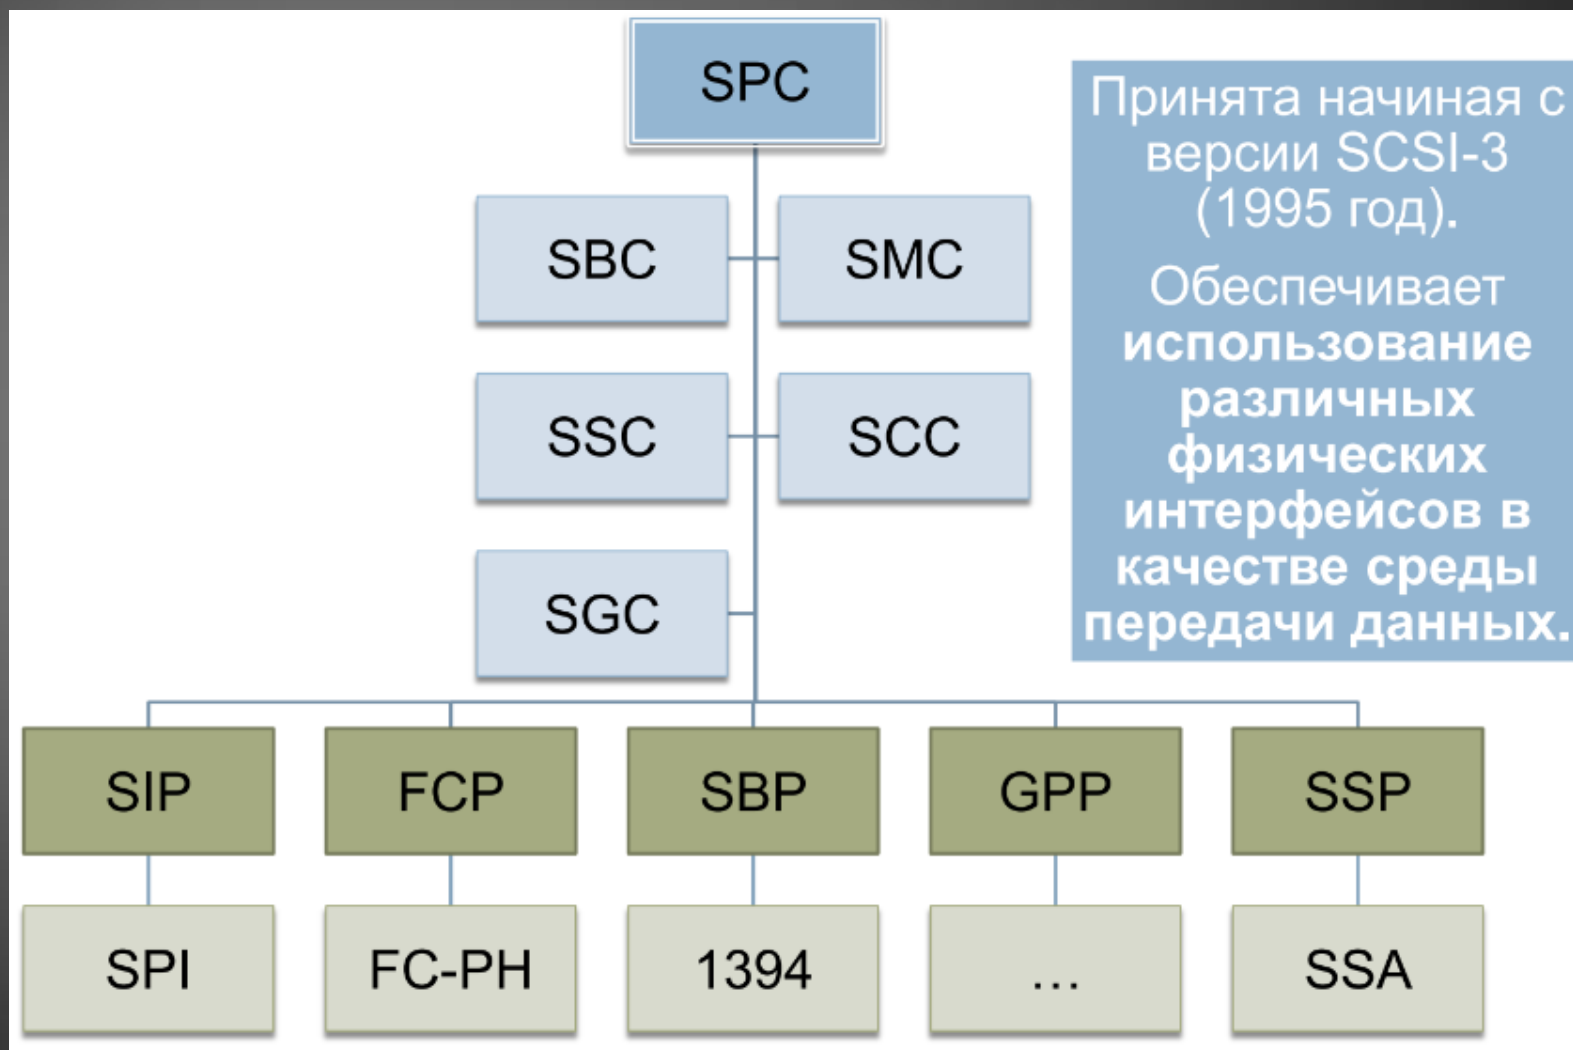 SPC
SBC
SMC
SSC
SCC
SGC
SIP
FCP
SBP
GPP
SSP
SPI
FC-PH
1394
...
SSA
Принята начиная с
версии SCSI-3
(1995 год).
Обеспечивает
использование
различных
физических
интерфейсов в
качестве среды
передачи данных.